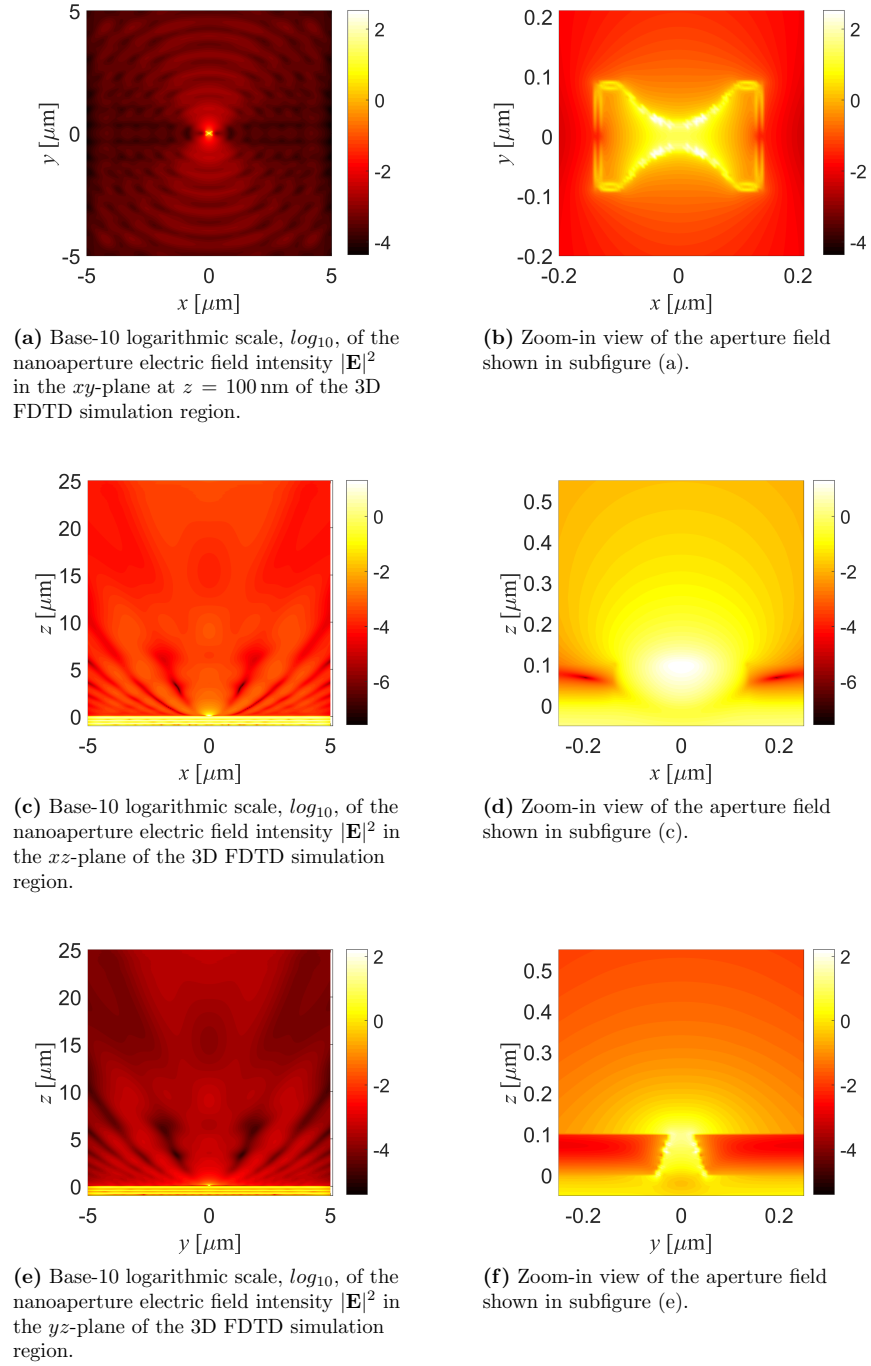 5
0
-5
y [μm]
-5
0
5
x [μm]
2
0
-2
-4
0.2
0.1
0
-0.1
-0.2
y [μm]
-0.2
0
0.2
x [μm]
2
0
-2
-4
(a) Base-10 logarithmic scale, log10, of the
nanoaperture electric field intensity |E|²
in the xy-plane at z = 100 nm of the 3D
FDTD simulation region.
(b) Zoom-in view of the aperture field
shown in subfigure (a).
25
20
15
10
5
0
z [μm]
-5
0
5
x [μm]
0
-2
-4
-6
0.5
0.4
0.3
0.2
0.1
0
z [μm]
-0.2
0
0.2
x [μm]
0
-2
-4
-6
(c) Base-10 logarithmic scale, log10, of the
nanoaperture electric field intensity |E|² in
the xz-plane of the 3D FDTD simulation
region.
(d) Zoom-in view of the aperture field
shown in subfigure (c).
25
20
15
10
5
0
z [μm]
-5
0
5
y [μm]
2
0
-2
-4
0.5
0.4
0.3
0.2
0.1
0
z [μm]
-0.2
0
0.2
y [μm]
2
0
-2
-4
(e) Base-10 logarithmic scale, log10, of the
nanoaperture electric field intensity |E|² in
the yz-plane of the 3D FDTD simulation
region.
(f) Zoom-in view of the aperture field
shown in subfigure (e).